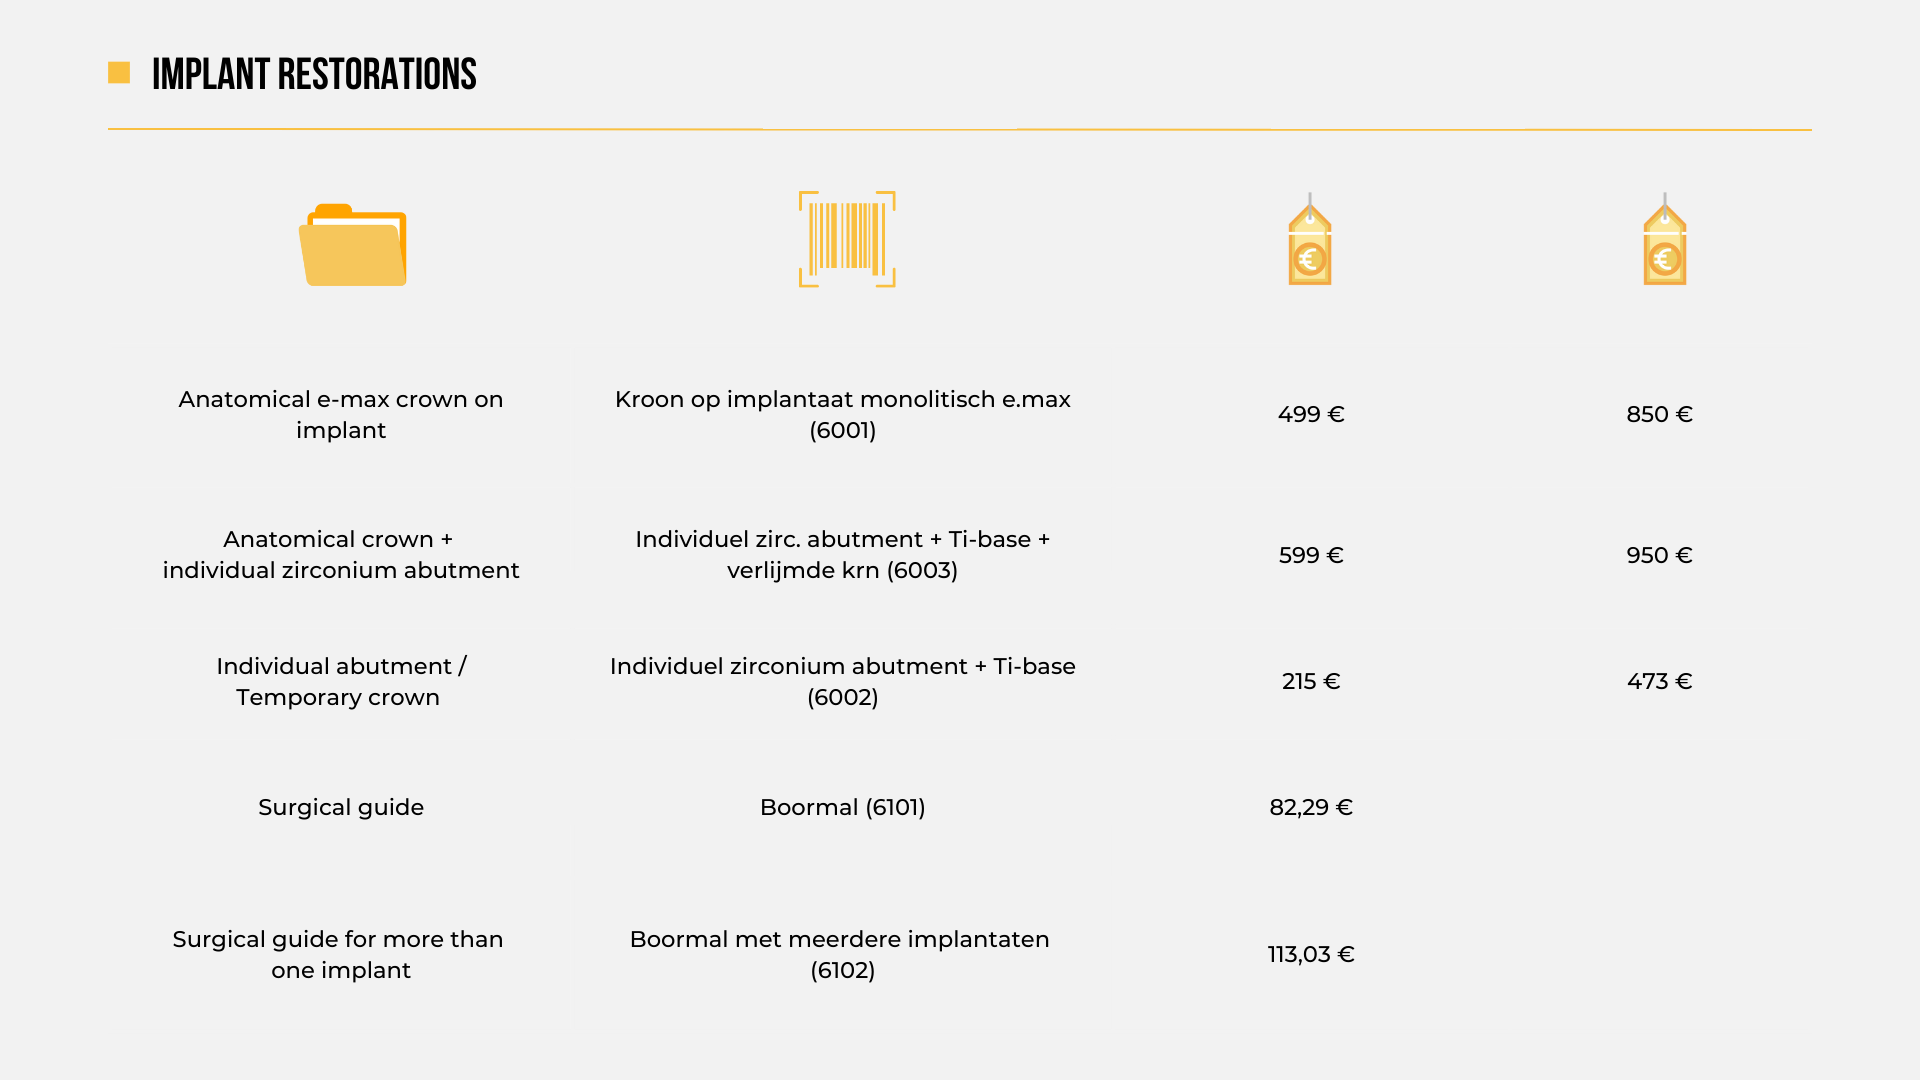 IMPLANT RESTORATIONS
Anatomical e-max crown on
implant
Kroon op implantaat monolitisch e.max
(6001)
499 €
850 €
Anatomical crown +
individual zirconium abutment
Individuel zirc. abutment + Ti-base +
verlijmde krn (6003)
599 €
950 €
Individual abutment /
Temporary crown
Individuel zirconium abutment + Ti-base
(6002)
215 €
473 €
Surgical guide
Boormal (6101)
82,29 €
Surgical guide for more than
one implant
Boormal met meerdere implantaten
(6102)
113,03 €